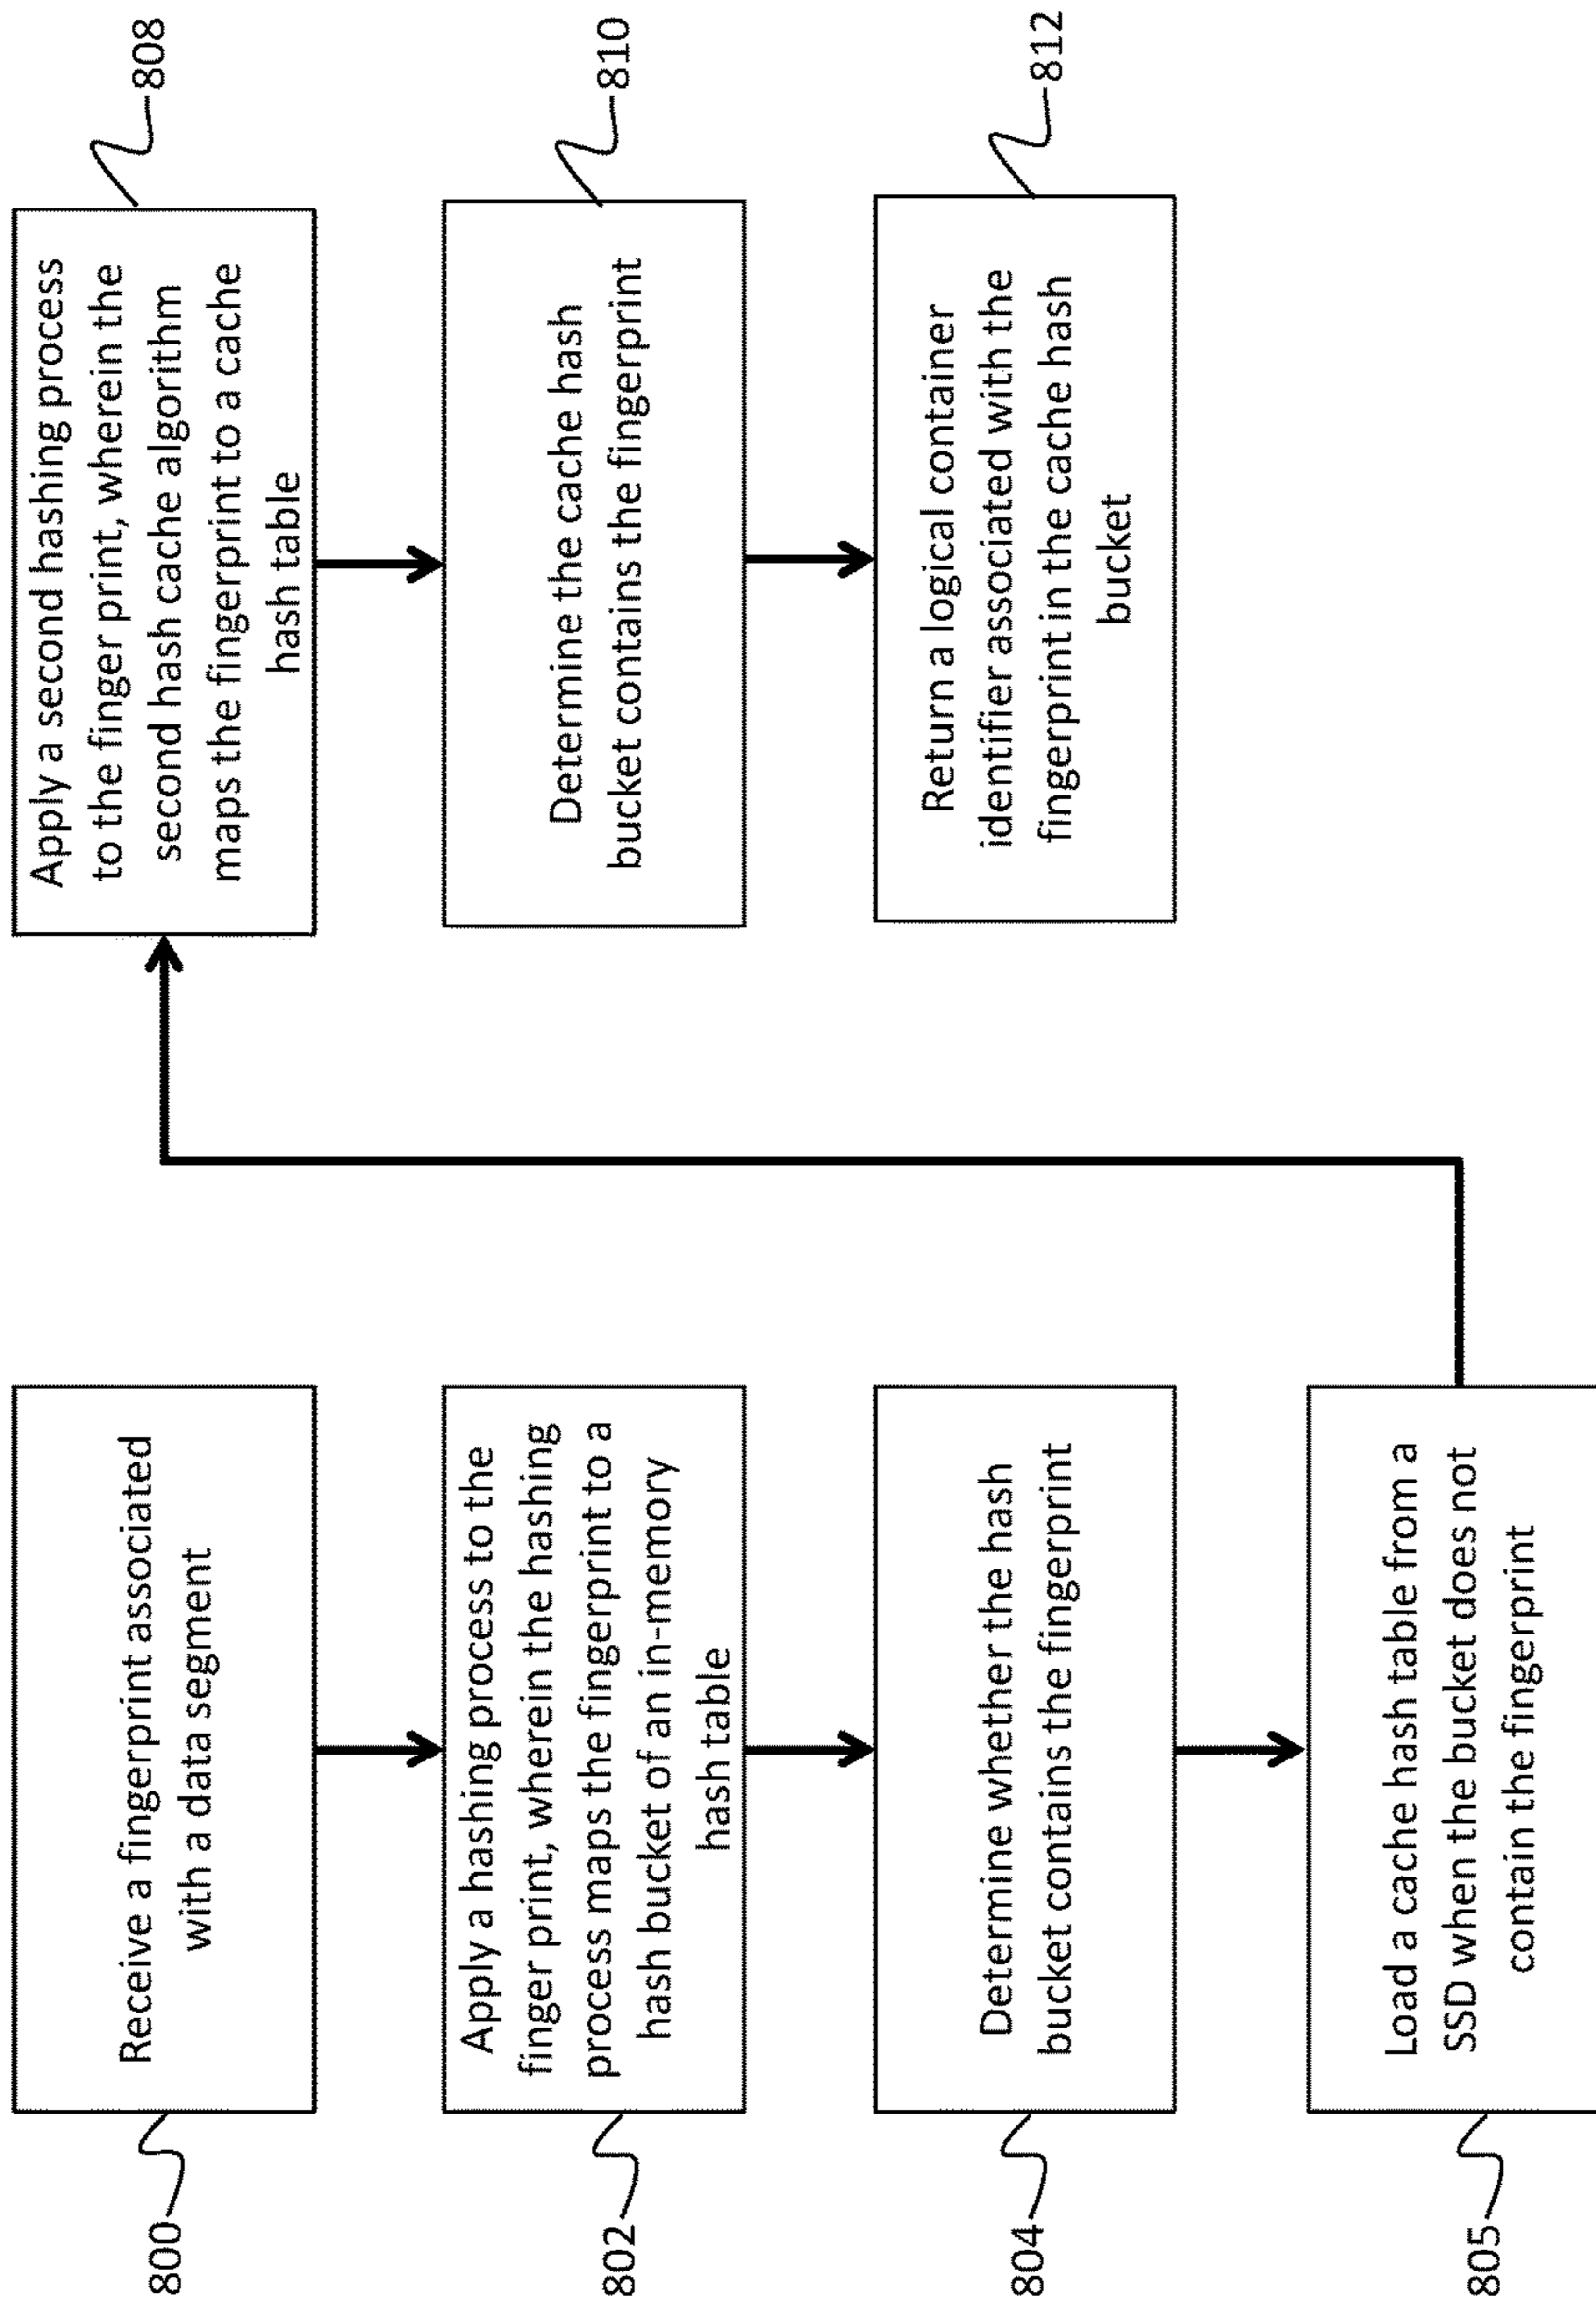 800
Receive a fingerprint associated
with a data segment
802
Apply a hashing process to the
finger print, wherein the hashing
process maps the fingerprint to a
hash bucket of an in-memory
hash table
804
Determine whether the hash
bucket contains the fingerprint
805
Load a cache hash table from a
SSD when the bucket does not
contain the fingerprint
808
Apply a second hashing process
to the finger print, wherein the
second hash cache algorithm
maps the fingerprint to a cache
hash table
810
Determine the cache hash
bucket contains the fingerprint
812
Return a logical container
identifier associated with the
fingerprint in the cache hash
bucket